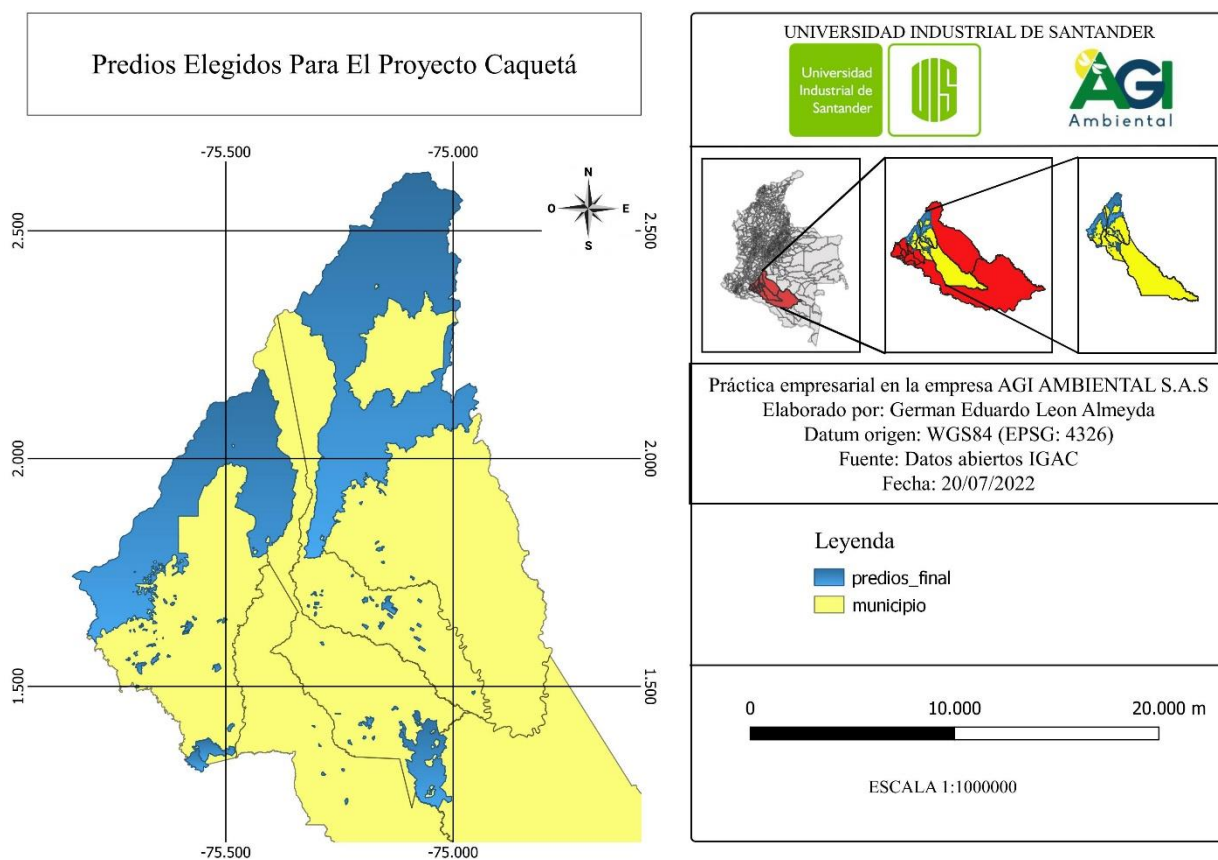 Predios Elegidos Para El Proyecto Caquetá
-75.500
-75.000
N
O
E
S
2.500
2.500
2.000
2.000
1.500
1.500
-75.500
-75.000
UNIVERSIDAD INDUSTRIAL DE SANTANDER
Universidad
Industrial de
Santander
UIS
AGI
Ambiental
Práctica empresarial en la empresa AGI AMBIENTAL S.A.S
Elaborado por: German Eduardo Leon Almeyda
Datum origen: WGS84 (EPSG: 4326)
Fuente: Datos abiertos IGAC
Fecha: 20/07/2022
Leyenda
predios_final
municipio
0
10.000
20.000 m
ESCALA 1:1000000